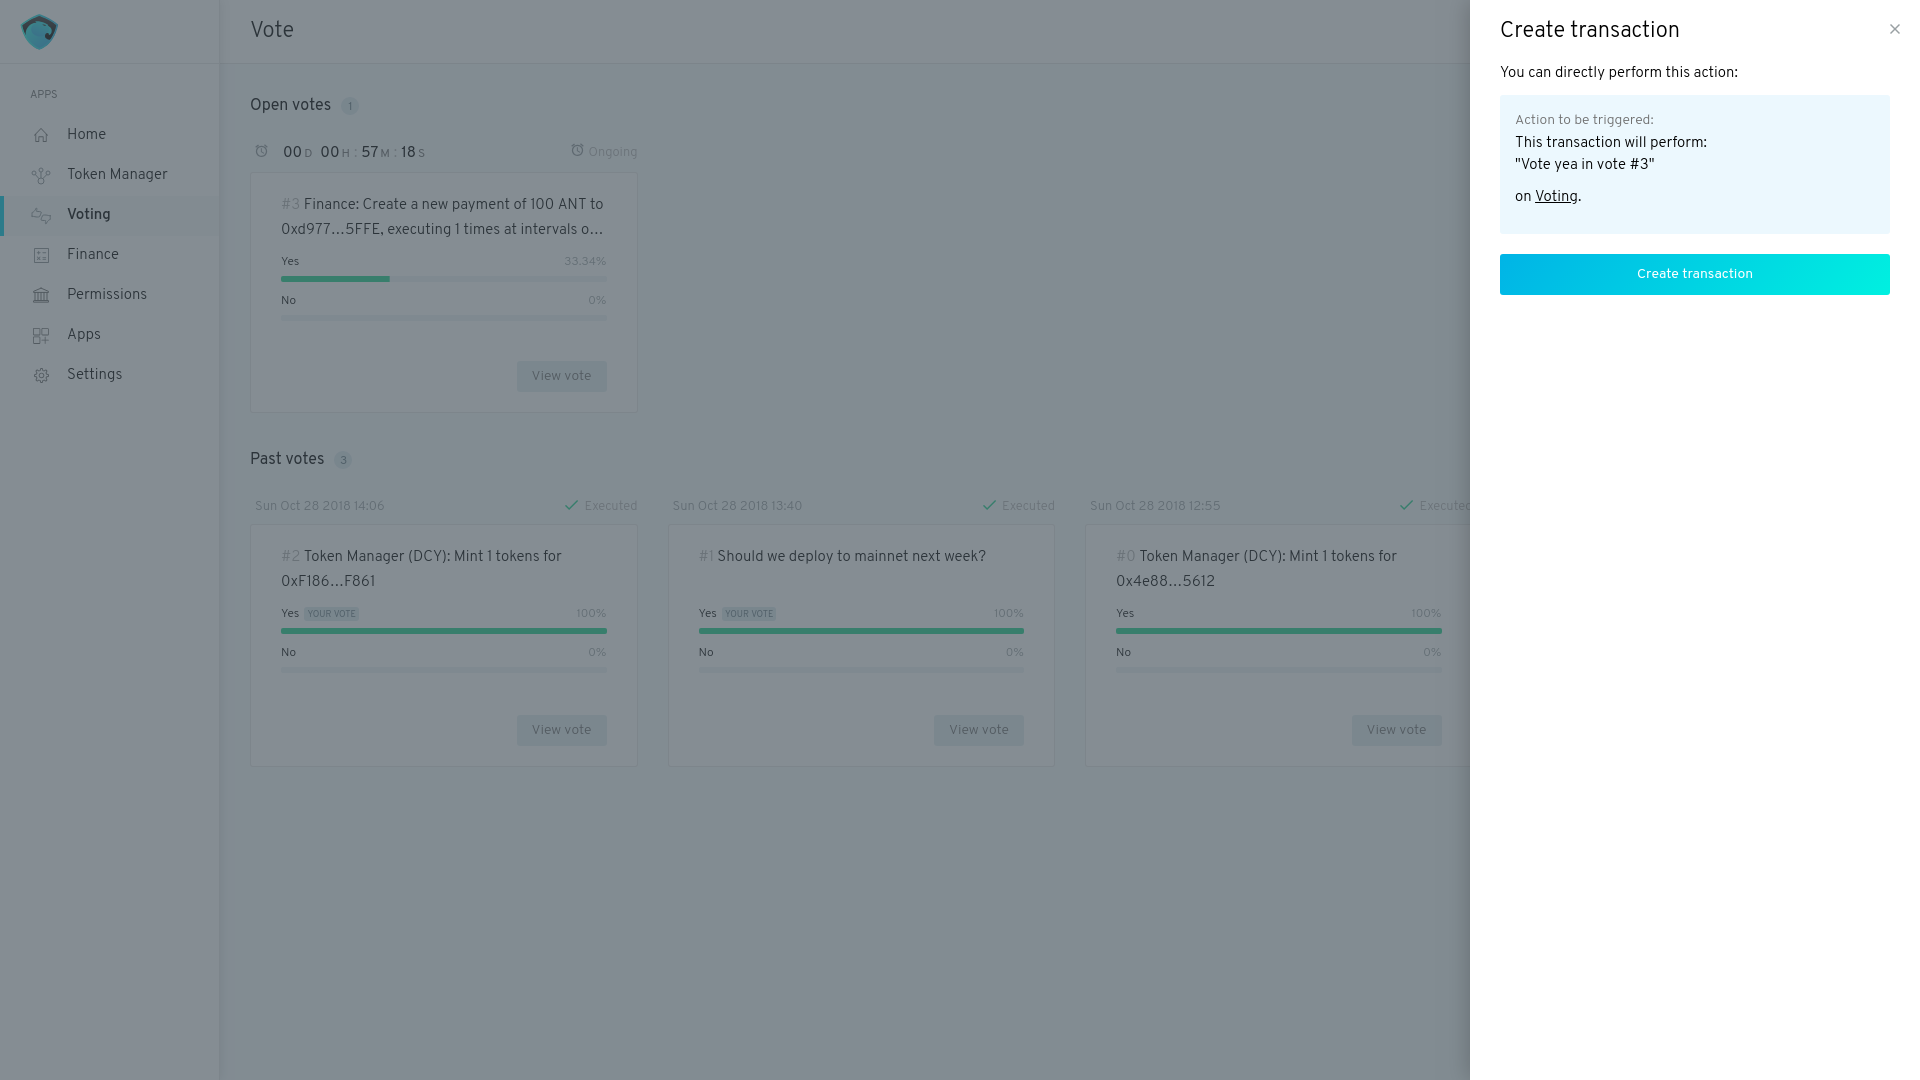 Vote
APPS
Home
Token Manager
Voting
Finance
Permissions
Apps
Settings
Open votes 1
00 D 00 H : 57 M : 18 S
Ongoing
#3 Finance: Create a new payment of 100 ANT to
0xd977…5FFE, executing 1 times at intervals o…
Yes 33.34%
No 0%
View vote
Past votes 3
Sun Oct 28 2018 14:06 Executed
#2 Token Manager (DCY): Mint 1 tokens for
0xF186…F861
Yes YOUR VOTE 100%
No 0%
View vote
Sun Oct 28 2018 13:40 Executed
#1 Should we deploy to mainnet next week?
Yes YOUR VOTE 100%
No 0%
View vote
Sun Oct 28 2018 12:55 Executed
#0 Token Manager (DCY): Mint 1 tokens for
0x4e88…5612
Yes 100%
No 0%
View vote
Create transaction
You can directly perform this action:
Action to be triggered:
This transaction will perform:
"Vote yea in vote #3"
on Voting.
Create transaction